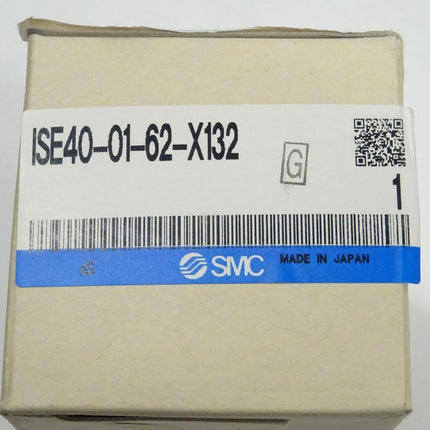 ISE40-01-62-X132
G
1
SMC MADE IN JAPAN